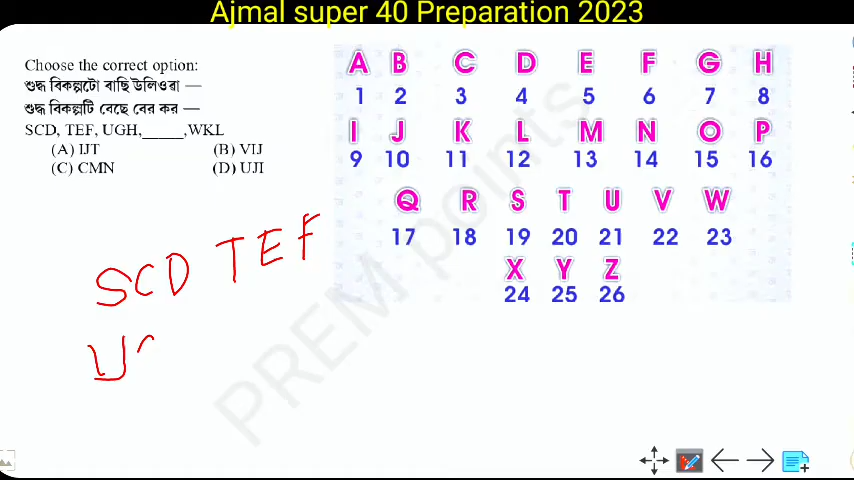 Ajmal super 40 Preparation 2023
Choose the correct option:
শুদ্ধ বিকল্পটো বাছি উলিওৱা —
শুদ্ধ বিকল্পটি বেছে বের কর —
SCD, TEF, UGH,_____,WKL
(A) IJT (B) VIJ
(C) CMN (D) UJI
A B C D E F G H
1 2 3 4 5 6 7 8
I J K L M N O P
9 10 11 12 13 14 15 16
Q R S T U V W
17 18 19 20 21 22 23
X Y Z
24 25 26
SCD TEF
U
PREM points